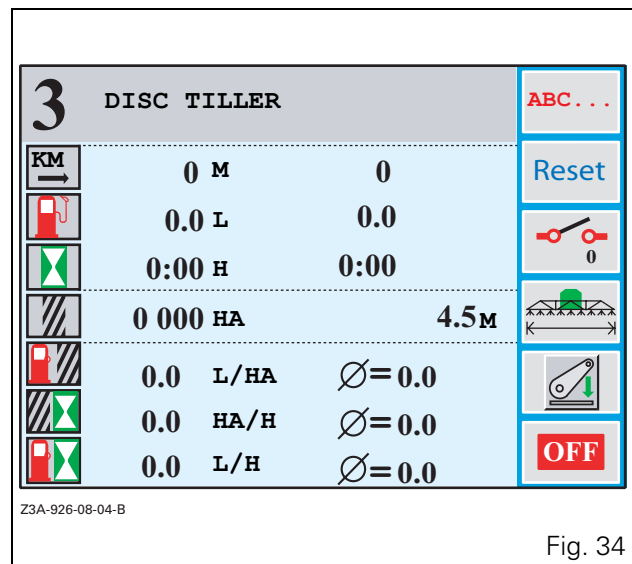 3 DISC TILLER ABC...
KM 0 M 0 Reset
0.0 L 0.0
0:00 H 0:00 0
0 000 HA 4.5 M
0.0 L/HA Ø=0.0
0.0 HA/H Ø=0.0
0.0 L/H Ø=0.0 OFF
Z3A-926-08-04-B
Fig. 34